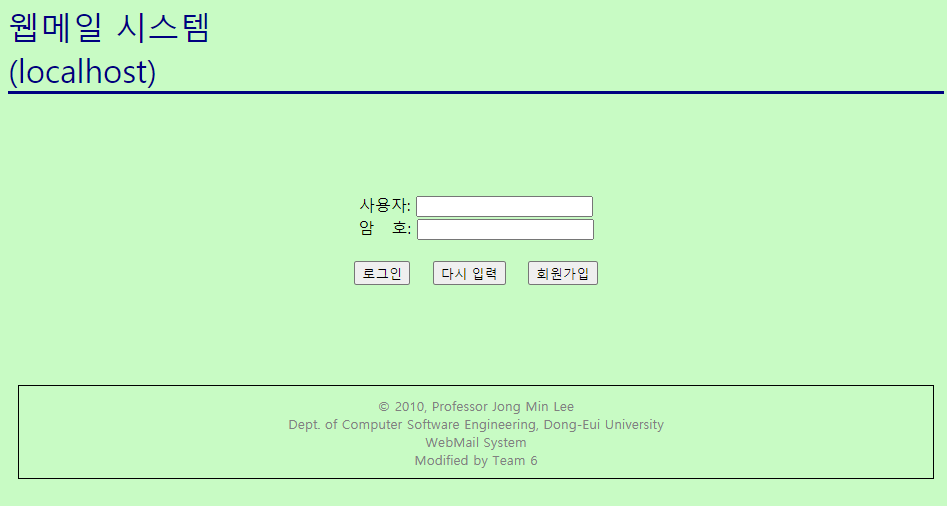 웹메일 시스템
(localhost)
사용자:
암 호:
로그인 다시 입력 회원가입
© 2010, Professor Jong Min Lee
Dept. of Computer Software Engineering, Dong-Eui University
WebMail System
Modified by Team 6